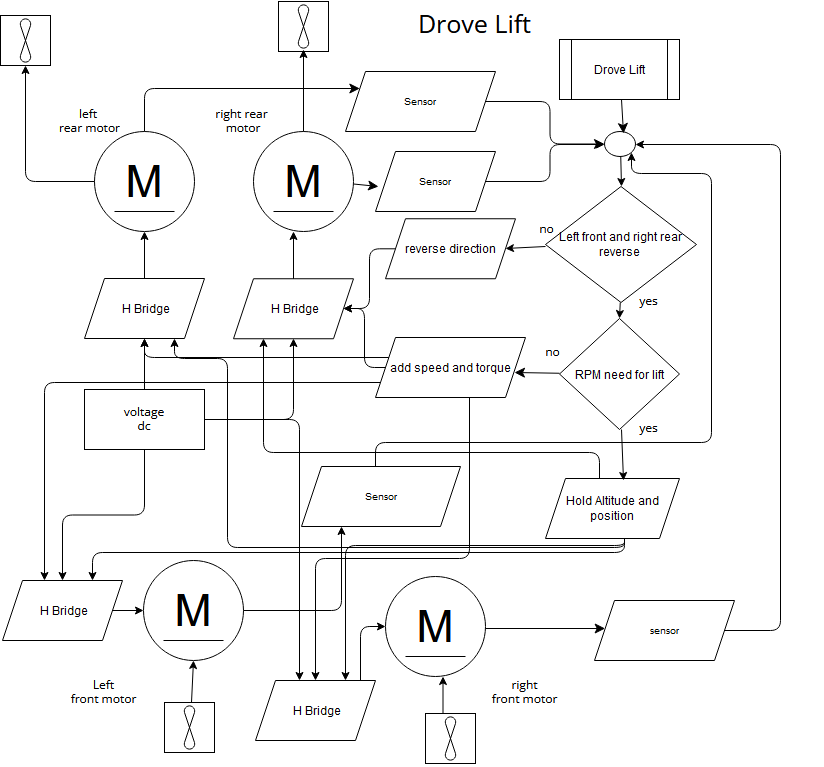 Drove Lift
Drove Lift
left
rear motor
right rear
motor
Sensor
M
M
Sensor
no
Left front and right rear
reverse
reverse direction
yes
H Bridge
H Bridge
no
add speed and torque
RPM need for lift
voltage
dc
yes
Sensor
Hold Altitude and
position
H Bridge
M
M
sensor
Left
front motor
right
front motor
H Bridge